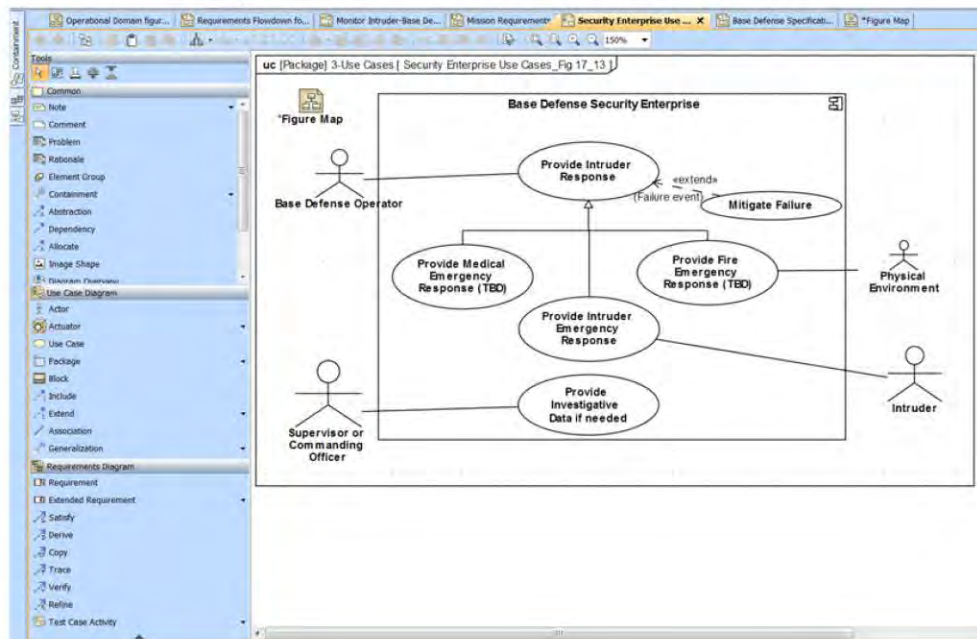 Operational Domain figur...
Requirements Flowdown fo...
Monitor Intruder-Base De...
Mission Requirements
Security Enterprise Use ...
Base Defense Specificati...
*Figure Map
150%
Containment
Tools
Common
Note
Comment
Problem
Rationale
Element Group
Containment
Abstraction
Dependency
Allocate
Image Shape
Diagram Overview
Use Case Diagram
Actor
Actuator
Use Case
Package
Block
Include
Extend
Association
Generalization
Requirements Diagram
Requirement
Extended Requirement
Satisfy
Derive
Copy
Trace
Verify
Refine
Test Case Activity
uc [Package] 3-Use Cases [ Security Enterprise Use Cases_Fig 17_13 ]
*Figure Map
Base Defense Security Enterprise
Base Defense Operator
Provide Intruder
Response
«extend»
(Failure event)
Mitigate Failure
Provide Medical
Emergency
Response (TBD)
Provide Fire
Emergency
Response (TBD)
Physical
Environment
Provide Intruder
Emergency
Response
Intruder
Provide
Investigative
Data if needed
Supervisor or
Commanding
Officer